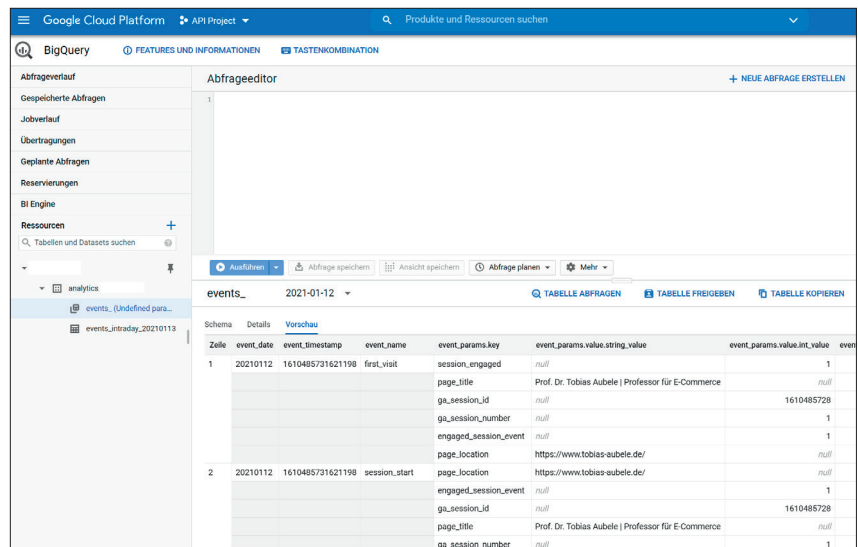 Google Cloud Platform API Project Produkte und Ressourcen suchen
BigQuery FEATURES UND INFORMATIONEN TASTENKOMBINATION
Abfrageverlauf
Gespeicherte Abfragen
Jobverlauf
Übertragungen
Geplante Abfragen
Reservierungen
BI Engine
Ressourcen +
Tabellen und Datasets suchen
analytics
events_ (Undefined para...
events_intraday_20210113
Abfrageeditor + NEUE ABFRAGE ERSTELLEN
1
Ausführen Abfrage speichern Ansicht speichern Abfrage planen Mehr
events_ 2021-01-12 TABELLE ABFRAGEN TABELLE FREIGEBEN TABELLE KOPIEREN
Schema Details Vorschau
Zeile event_date event_timestamp event_name event_params.key event_params.value.string_value event_params.value.int_value even
1 20210112 1610485731621198 first_visit session_engaged null 1
page_title Prof. Dr. Tobias Aubele | Professor für E-Commerce null
ga_session_id null 1610485728
ga_session_number null 1
engaged_session_event null 1
page_location https://www.tobias-aubele.de/ null
2 20210112 1610485731621198 session_start page_location https://www.tobias-aubele.de/ null
engaged_session_event null 1
ga_session_id null 1610485728
page_title Prof. Dr. Tobias Aubele | Professor für E-Commerce null
ga_session_number null 1